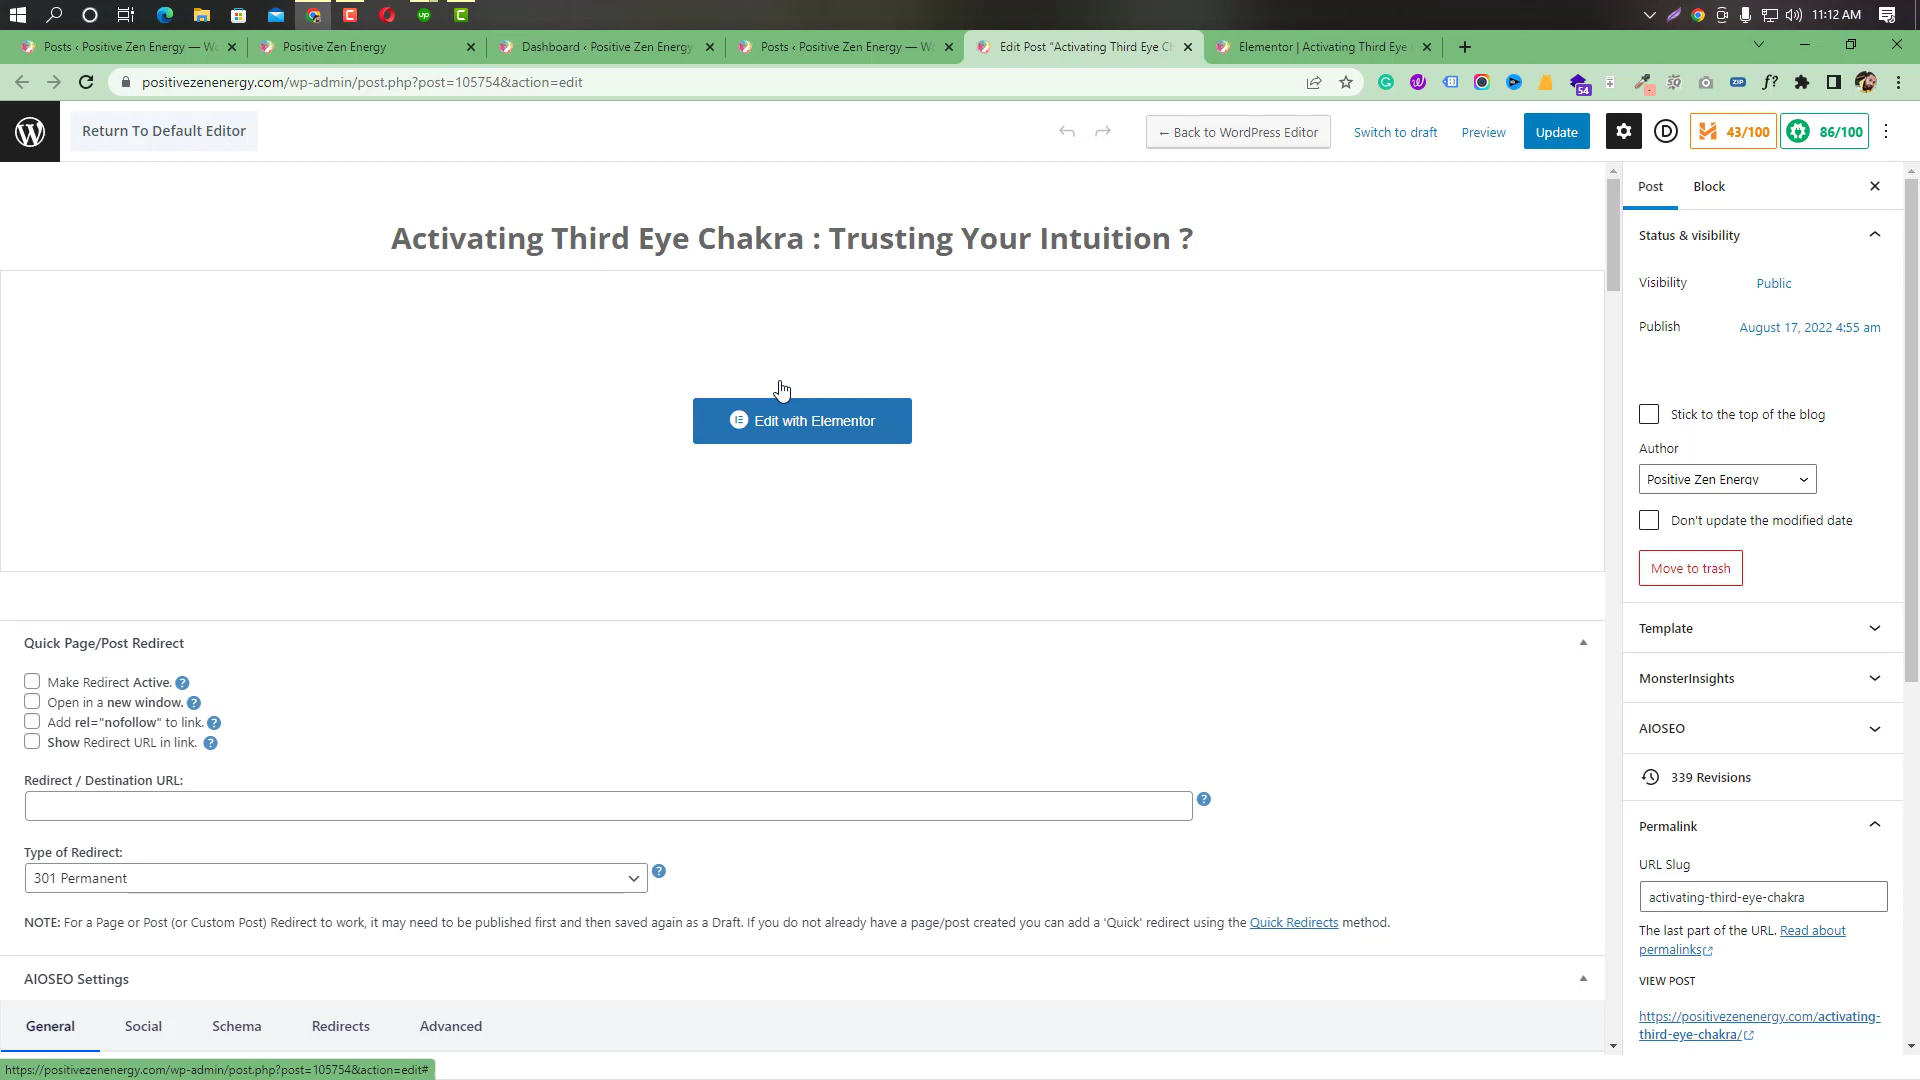 11:12 AM
Posts ‹ Positive Zen Energy — W
Positive Zen Energy
Dashboard ‹ Positive Zen Energy
Posts ‹ Positive Zen Energy — W
Edit Post "Activating Third Eye C
Elementor | Activating Third Eye
positivezenenergy.com/wp-admin/post.php?post=105754&action=edit
54
ZIP
f?
Return To Default Editor
← Back to WordPress Editor
Switch to draft
Preview
Update
43/100
86/100
Activating Third Eye Chakra : Trusting Your Intuition ?
Edit with Elementor
Quick Page/Post Redirect
Make Redirect Active. ?
Open in a new window. ?
Add rel="nofollow" to link. ?
Show Redirect URL in link. ?
Redirect / Destination URL:
?
Type of Redirect:
301 Permanent
?
NOTE: For a Page or Post (or Custom Post) Redirect to work, it may need to be published first and then saved again as a Draft. If you do not already have a page/post created you can add a 'Quick' redirect using the Quick Redirects method.
AIOSEO Settings
General
Social
Schema
Redirects
Advanced
https://positivezenenergy.com/wp-admin/post.php?post=105754&action=edit#
Post
Block
Status & visibility
Visibility
Public
Publish
August 17, 2022 4:55 am
Stick to the top of the blog
Author
Positive Zen Energy
Don't update the modified date
Move to trash
Template
MonsterInsights
AIOSEO
339 Revisions
Permalink
URL Slug
activating-third-eye-chakra
The last part of the URL. Read about
permalinks
VIEW POST
https://positivezenenergy.com/activating-
third-eye-chakra/